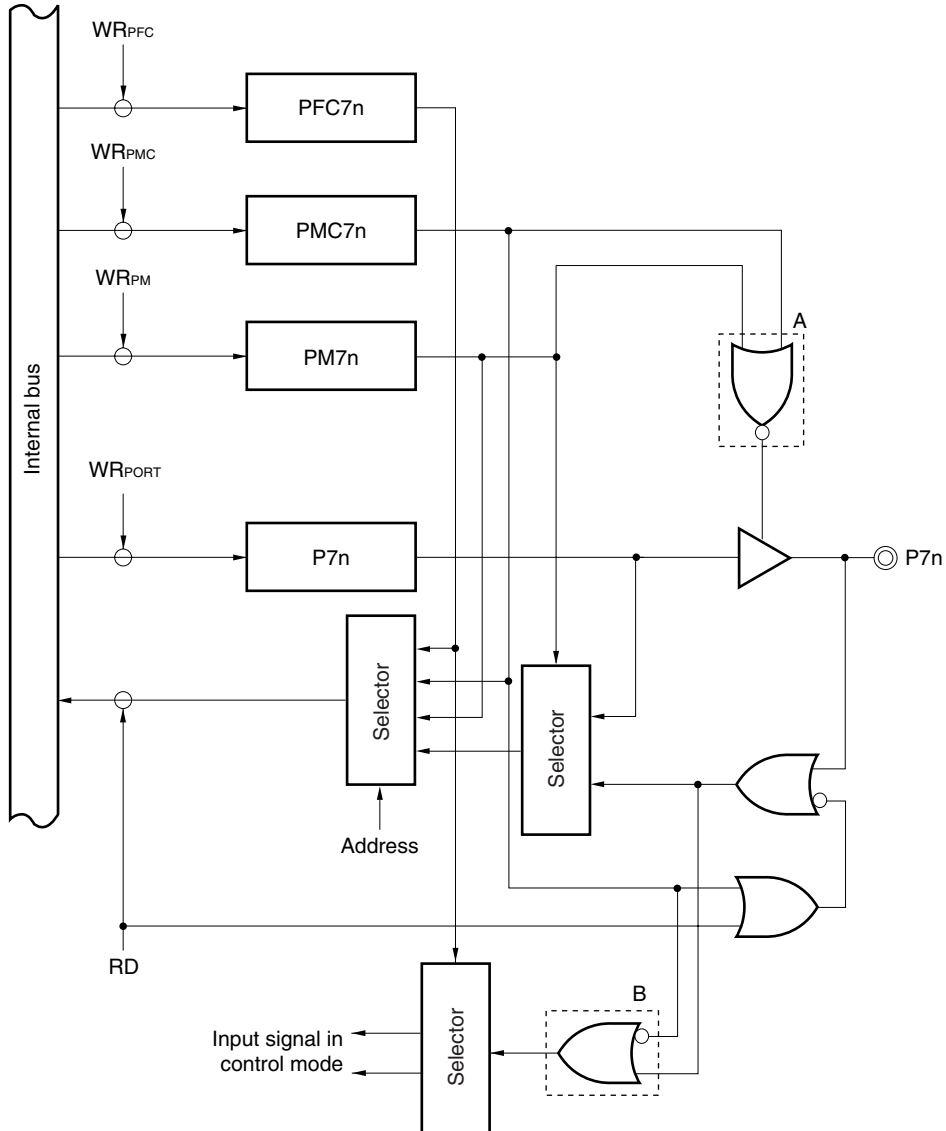 WRPFC
PFC7n
WRPMC
PMC7n
WRPM
A
PM7n
Internal bus
WRPORT
P7n
P7n
Selector
Selector
Address
RD
B
Input signal in
control mode
Selector